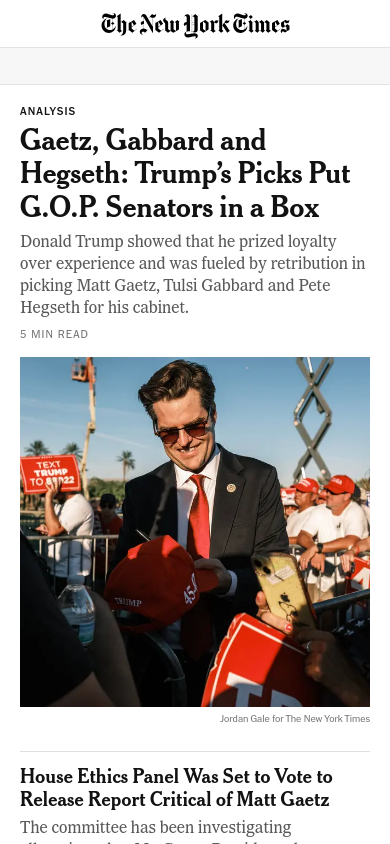 The New York Times
ANALYSIS
Gaetz, Gabbard and
Hegseth: Trump’s Picks Put
G.O.P. Senators in a Box
Donald Trump showed that he prized loyalty
over experience and was fueled by retribution in
picking Matt Gaetz, Tulsi Gabbard and Pete
Hegseth for his cabinet.
5 MIN READ
TEXT
TRUMP
TRUMP
45.
Jordan Gale for The New York Times
House Ethics Panel Was Set to Vote to
Release Report Critical of Matt Gaetz
The committee has been investigating